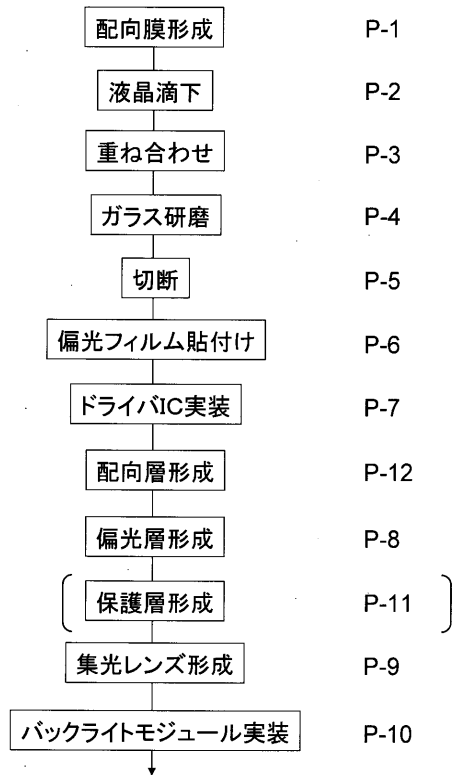 配向膜形成 P-1
液晶滴下 P-2
重ね合わせ P-3
ガラス研磨 P-4
切断 P-5
偏光フィルム貼付け P-6
ドライバIC実装 P-7
配向層形成 P-12
偏光層形成 P-8
保護層形成 P-11
集光レンズ形成 P-9
バックライトモジュール実装 P-10